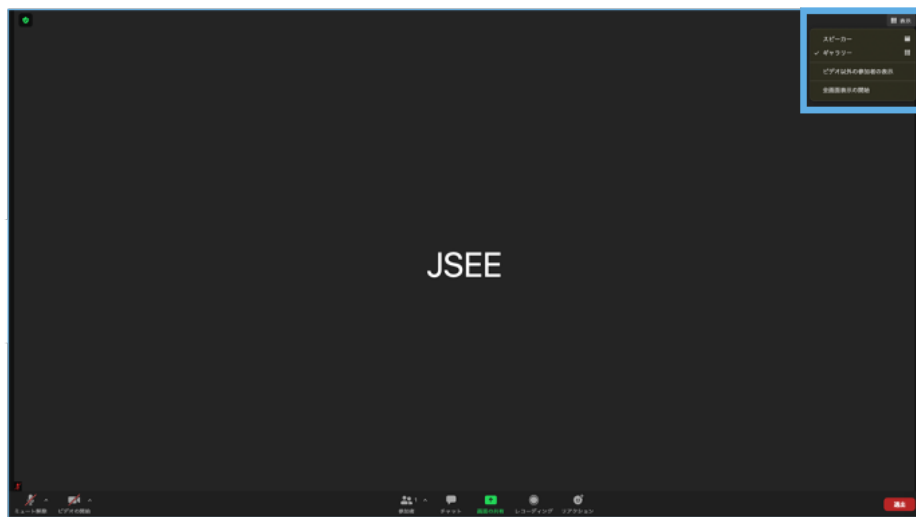 表示
スピーカー
✓ ギャラリー
ビデオ以外の参加者の表示
全画面表示の開始
JSEE
ミュート解除 ビデオの開始 参加者 1 チャット 画面の共有 レコーディング リアクション 退出